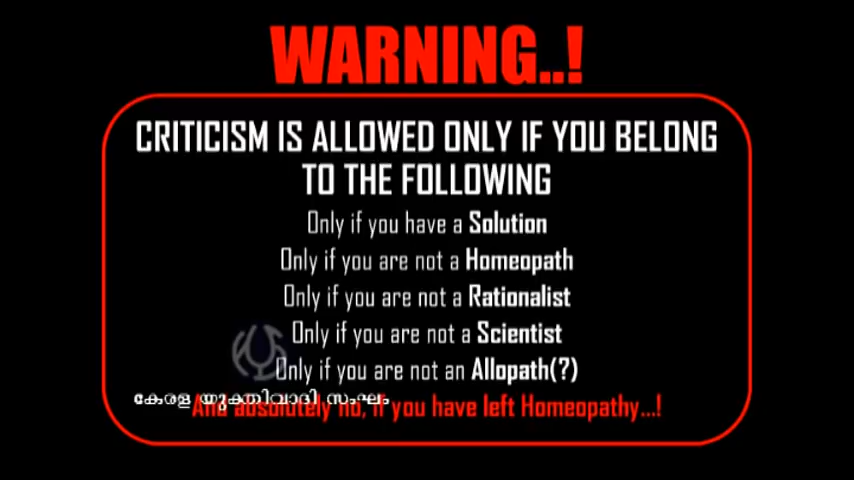 WARNING..!
CRITICISM IS ALLOWED ONLY IF YOU BELONG
TO THE FOLLOWING
Only if you have a Solution
Only if you are not a Homeopath
Only if you are not a Rationalist
Only if you are not a Scientist
Only if you are not an Allopath(?)
And absolutely no, if you have left Homeopathy...!
കേരള യുക്തിവാദി സംഘം